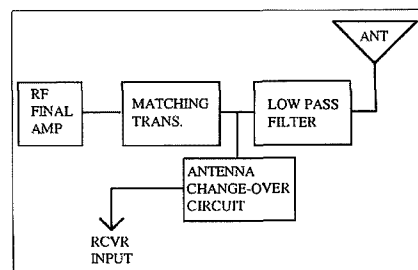 ANT
RF
FINAL
AMP
MATCHING
TRANS.
LOW PASS
FILTER
ANTENNA
CHANGE-OVER
CIRCUIT
RCVR
INPUT